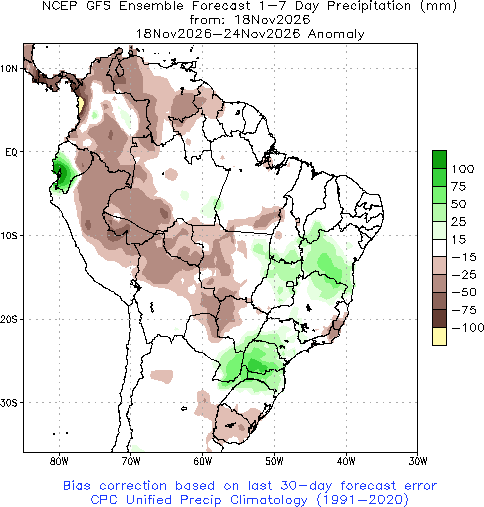 NCEP GFS Ensemble Forecast 1–7 Day Precipitation (mm)
from: 18Nov2026
18Nov2026–24Nov2026 Anomaly
10N
EQ
10S
20S
30S
80W
70W
60W
50W
40W
30W
100
75
50
25
15
−15
−25
−50
−75
−100
Bias correction based on last 30–day forecast error
CPC Unified Precip Climatology (1991–2020)